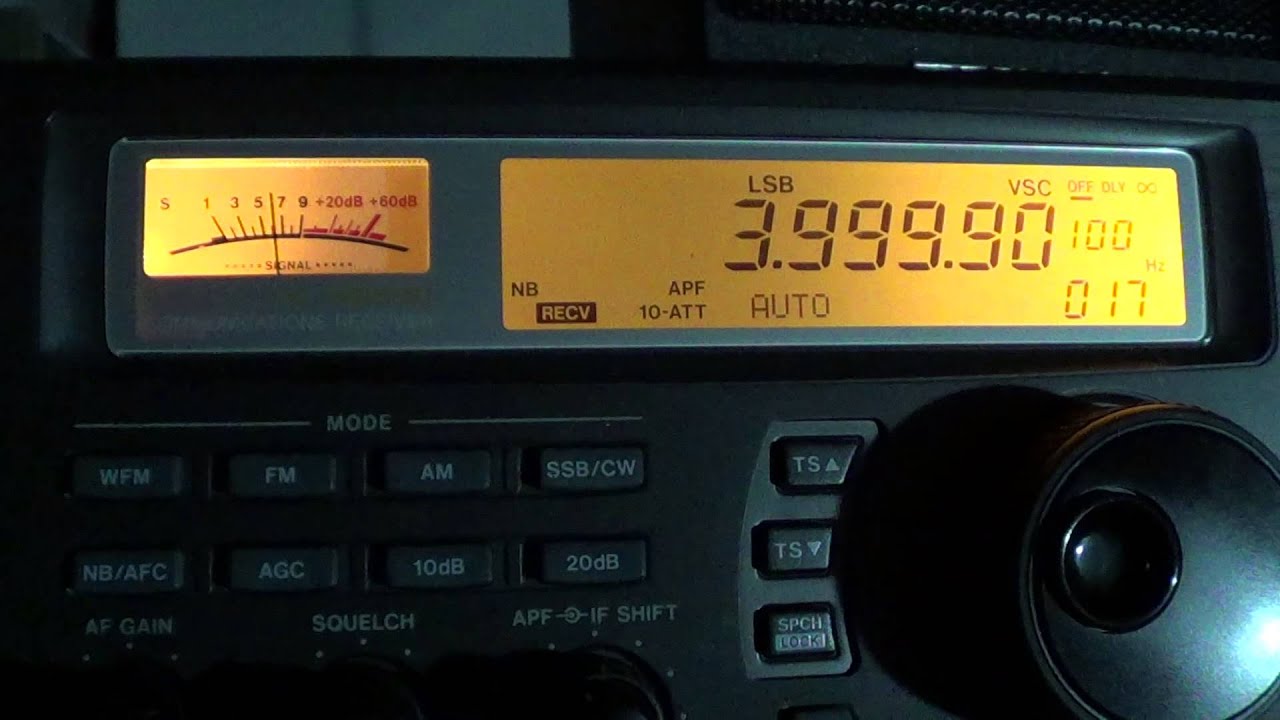 S 1 3 5 7 9 +20dB +60dB
SIGNAL
COMMUNICATIONS RECEIVER
LSB VSC OFF DLY ∞
3.999.90 100
Hz
NB APF
RECV 10-ATT AUTO 017
MODE
WFM FM AM SSB/CW
TS▲
NB/AFC AGC 10dB 20dB
TS▼
AF GAIN SQUELCH APF IF SHIFT
SPCH
LOCK